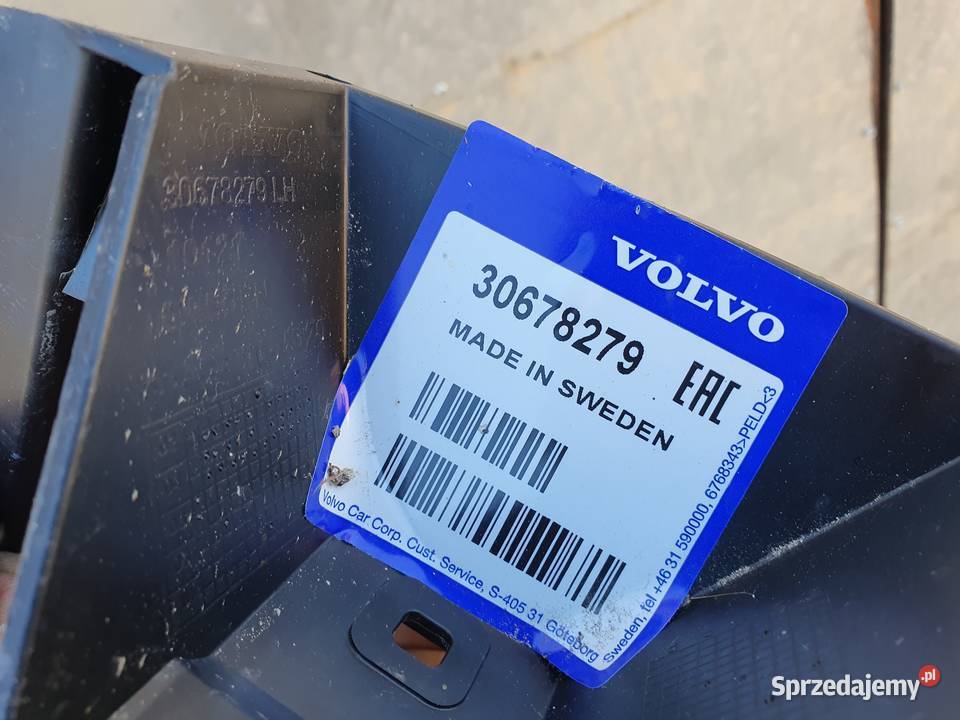 VOLVO
30678279 LH
VOLVO
30678279
MADE IN SWEDEN
EAC
Volvo Car Corp. Cust. Service, S-405 31 Göteborg
Sweden, tel +46 31 590000, 6768343>PELD<3
Sprzedajemy.pl